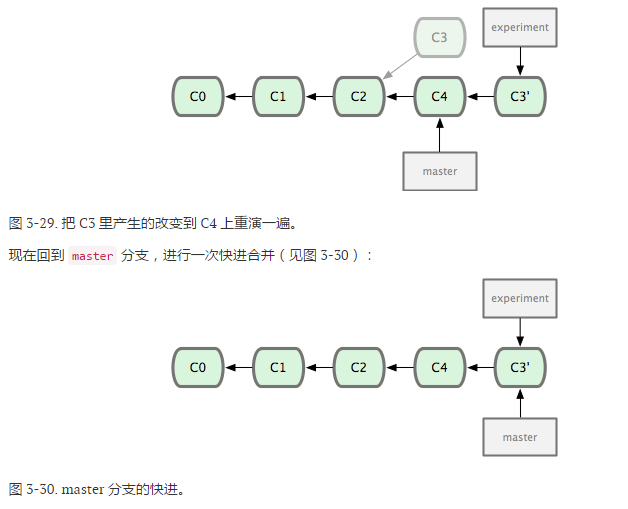 C3
experiment
C0
C1
C2
C4
C3'
master
图 3-29. 把 C3 里产生的改变到 C4 上重演一遍。
现在回到 master 分支，进行一次快进合并（见图 3-30）：
experiment
C0
C1
C2
C4
C3'
master
图 3-30. master 分支的快进。